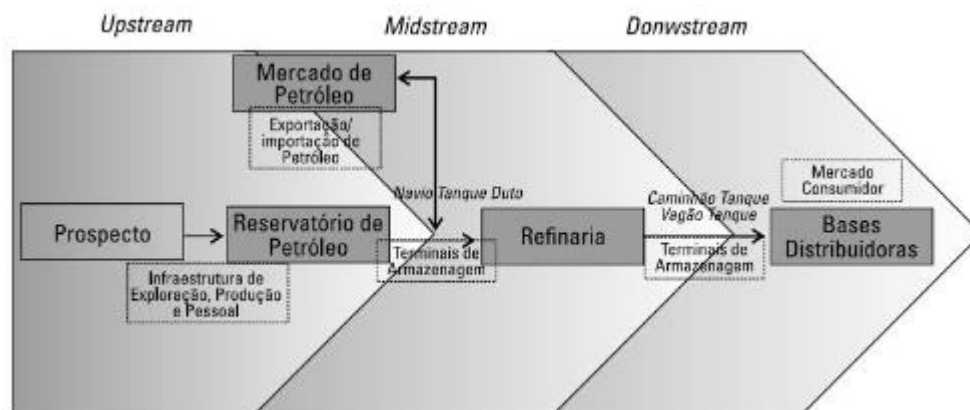 Upstream
Midstream
Donwstream
Mercado de
Petróleo
Exportação/
importação de
Petróleo
Navio Tanque Duto
Caminhão Tanque
Vagão Tanque
Mercado
Consumidor
Prospecto
Reservatório de
Petróleo
Terminais de
Armazenagem
Refinaria
Terminais de
Armazenagem
Bases
Distribuidoras
Infraestrutura de
Exploração, Produção
e Pessoal